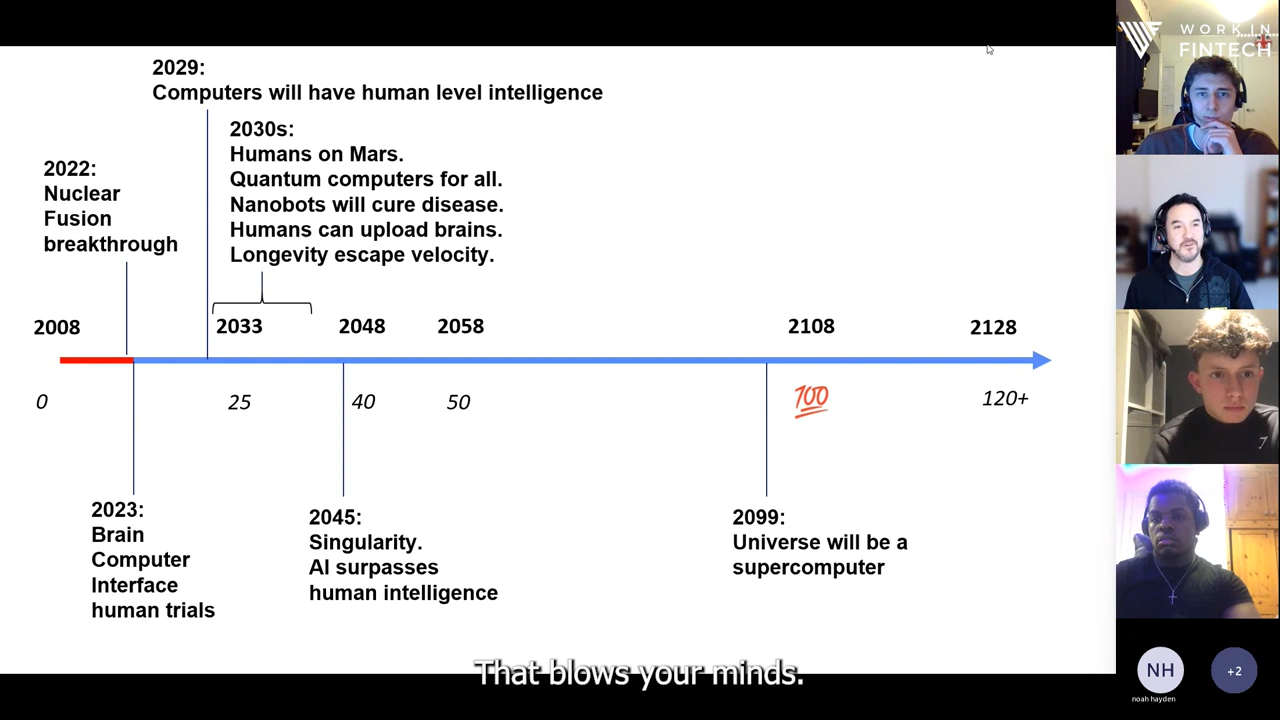 2029:
Computers will have human level intelligence
2030s:
Humans on Mars.
Quantum computers for all.
Nanobots will cure disease.
Humans can upload brains.
Longevity escape velocity.
2022:
Nuclear
Fusion
breakthrough
2008
2033
2048
2058
2108
2128
0
25
40
50
100
120+
2023:
Brain
Computer
Interface
human trials
2045:
Singularity.
AI surpasses
human intelligence
2099:
Universe will be a
supercomputer
That blows your minds.
WORK IN
FINTECH
NH
noah hayden
+2